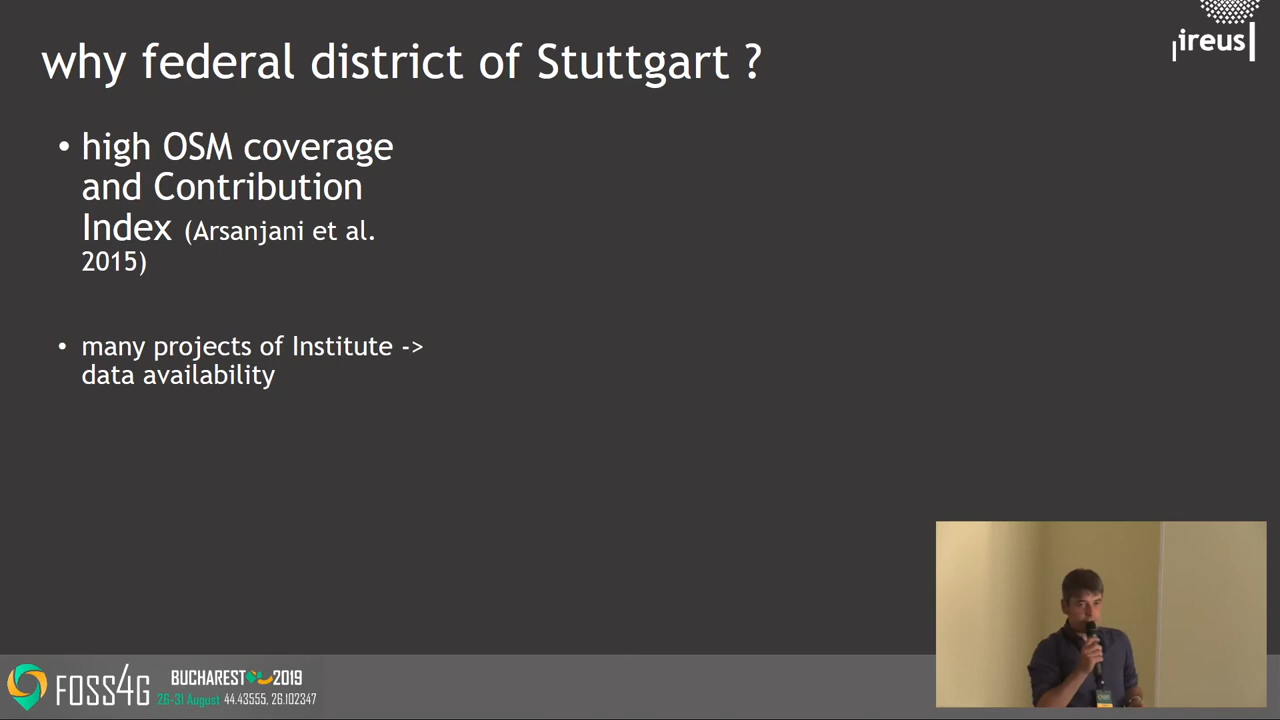 why federal district of Stuttgart ?
ireus
• high OSM coverage
and Contribution
Index (Arsanjani et al.
2015)
• many projects of Institute ->
data availability
FOSS4G
BUCHAREST 2019
26-31 August 44.43555, 26.102347